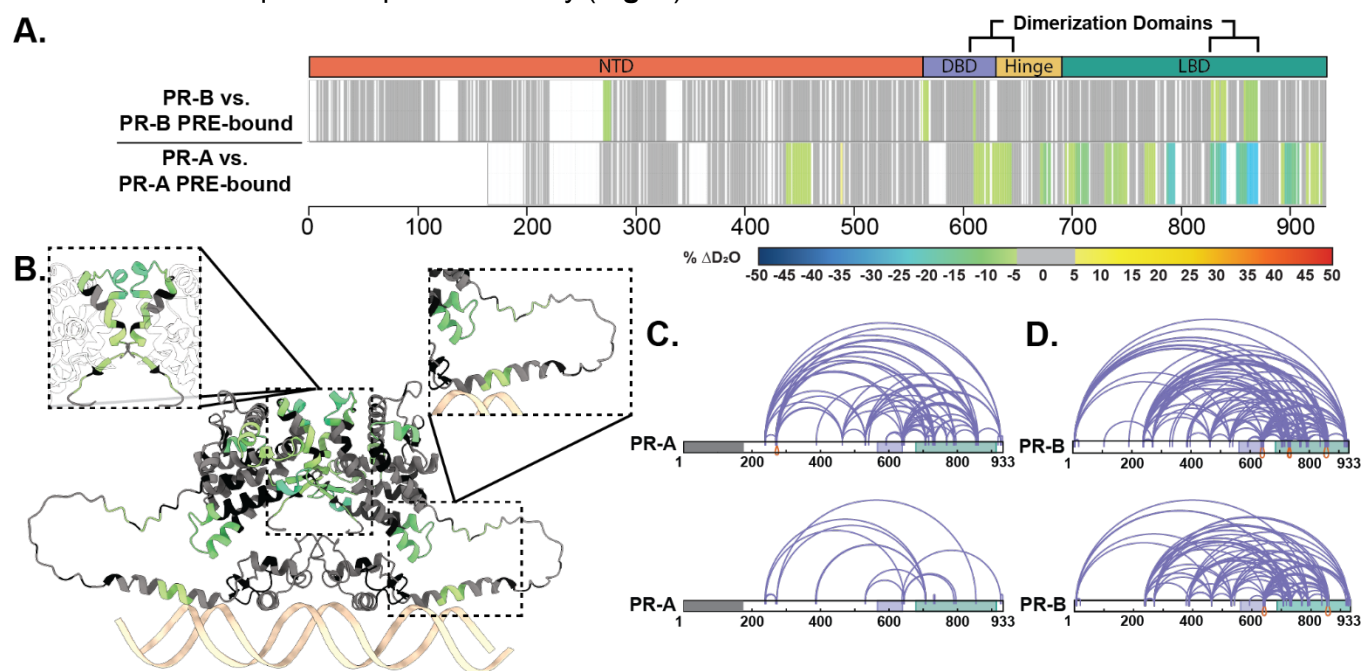 A.
Dimerization Domains
NTD DBD Hinge LBD
PR-B vs.
PR-B PRE-bound
PR-A vs.
PR-A PRE-bound
0 100 200 300 400 500 600 700 800 900
% ΔD₂O
-50 -45 -40 -35 -30 -25 -20 -15 -10 -5 0 5 10 15 20 25 30 35 40 45 50
B.
C.
PR-A
1 200 400 600 800 933
PR-A
1 200 400 600 800 933
D.
PR-B
1 200 400 600 800 933
PR-B
1 200 400 600 800 933